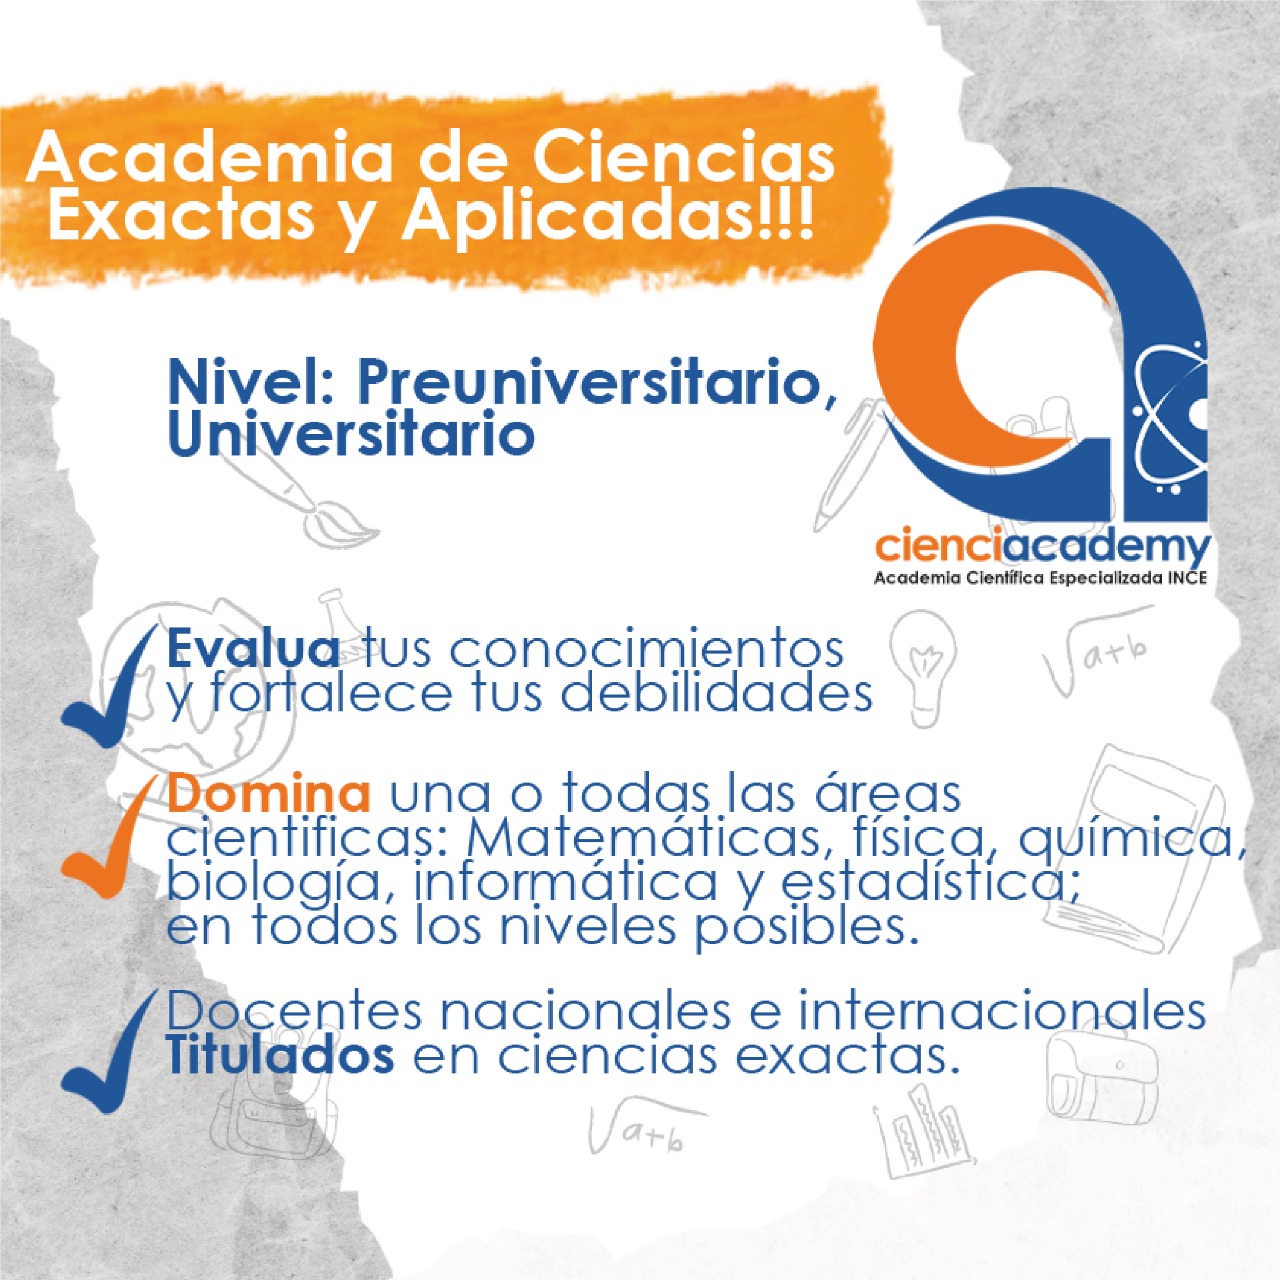 Academia de Ciencias
Exactas y Aplicadas!!!
Nivel: Preuniversitario,
Universitario
cienciacademy
Academia Científica Especializada INCE
Evalua tus conocimientos
y fortalece tus debilidades
a+b
Domina una o todas las áreas
cientificas: Matemáticas, física, química,
biología, informática y estadística;
en todos los niveles posibles.
Docentes nacionales e internacionales
Titulados en ciencias exactas.
a+b